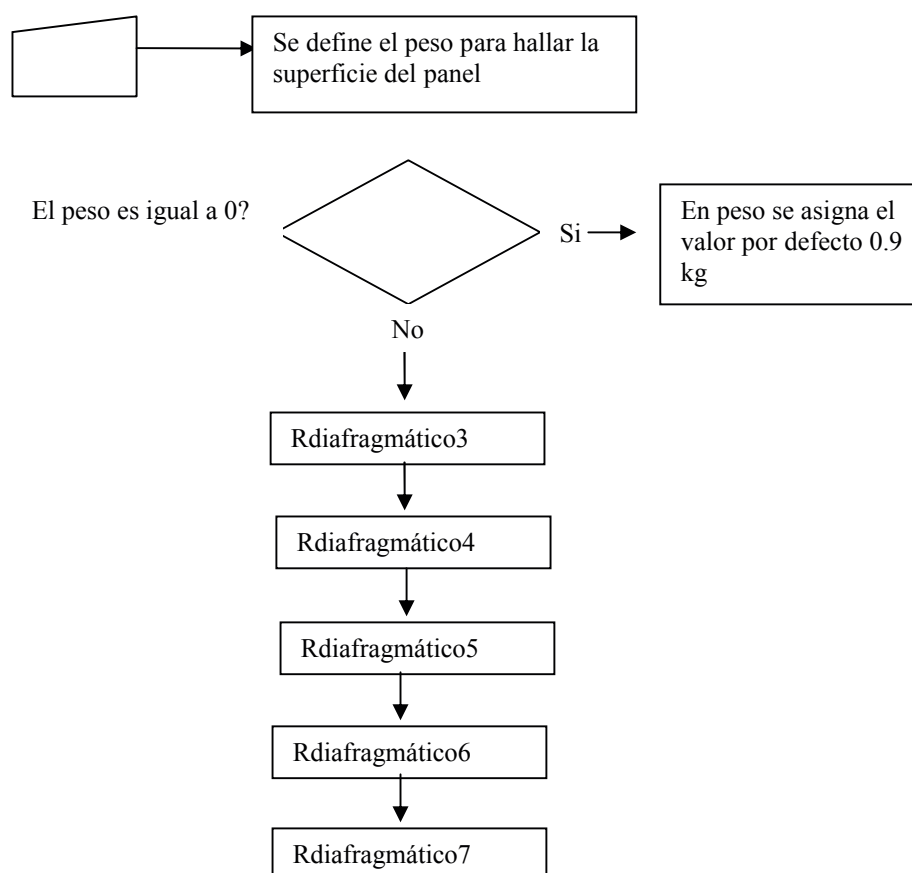 Se define el peso para hallar la
superficie del panel
El peso es igual a 0?
Si
En peso se asigna el
valor por defecto 0.9
kg
No
Rdiafragmático3
Rdiafragmático4
Rdiafragmático5
Rdiafragmático6
Rdiafragmático7